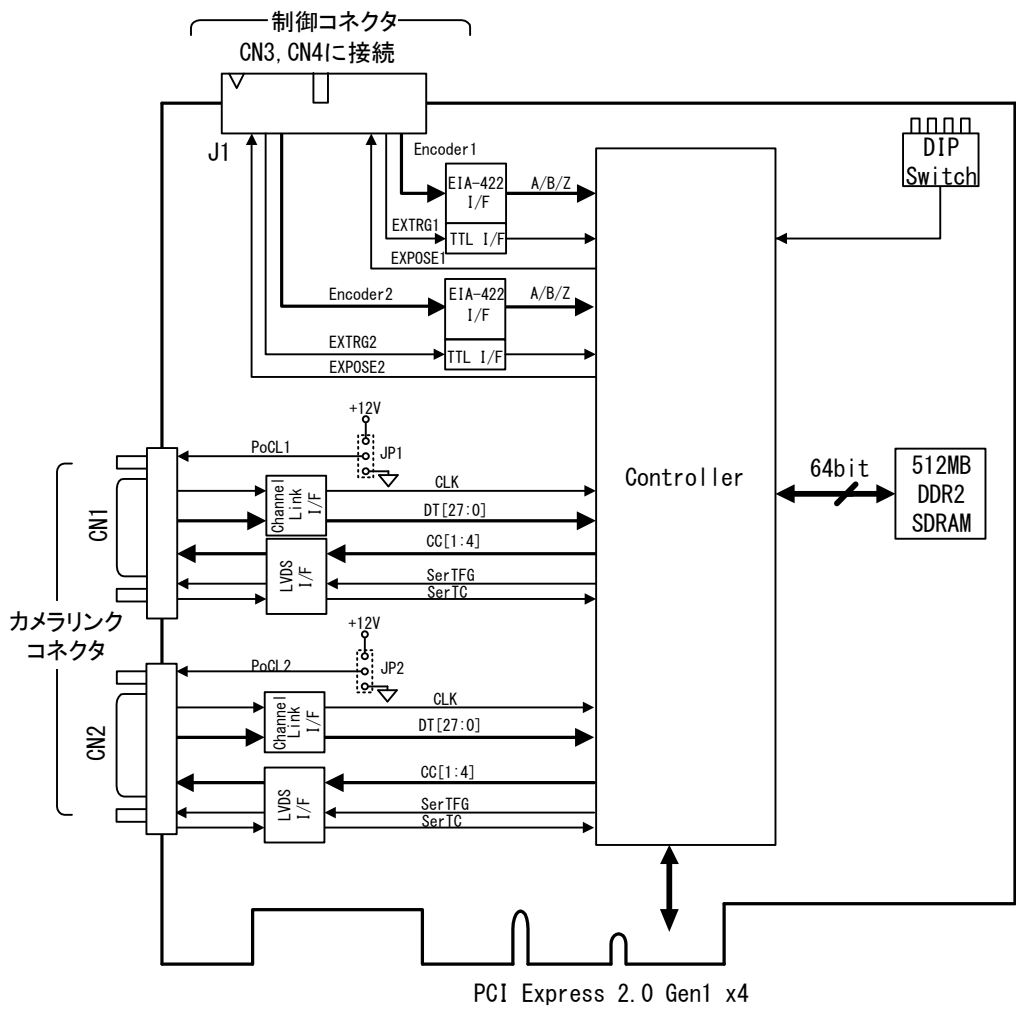 制御コネクタ
CN3, CN4に接続
J1
DIP
Switch
Encoder1
EIA-422
I/F
A/B/Z
EXTRG1
TTL I/F
EXPOSE1
Encoder2
EIA-422
I/F
A/B/Z
EXTRG2
TTL I/F
EXPOSE2
+12V
PoCL1
JP1
CLK
Channel
Link
I/F
DT[27:0]
CC[1:4]
LVDS
I/F
SerTFG
SerTC
CN1
Controller
64bit
512MB
DDR2
SDRAM
カメラリンク
コネクタ
+12V
PoCL2
JP2
CLK
Channel
Link
I/F
DT[27:0]
CC[1:4]
LVDS
I/F
SerTFG
SerTC
CN2
PCI Express 2.0 Gen1 x4